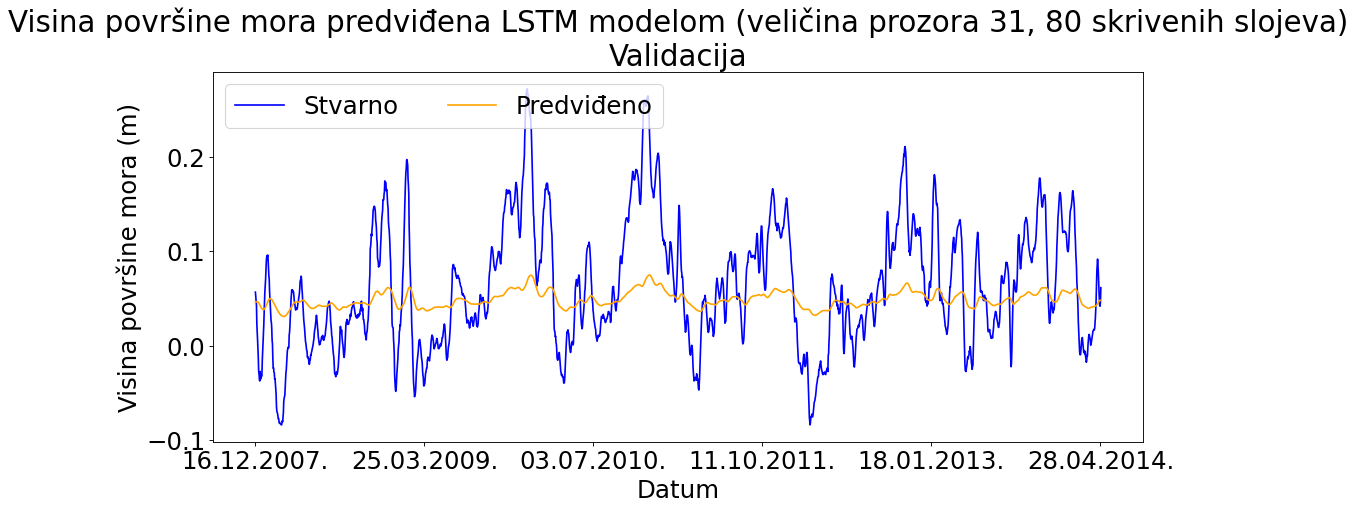 Visina površine mora predviđena LSTM modelom (veličina prozora 31, 80 skrivenih slojeva)
Validacija
Stvarno Predviđeno
Visina površine mora (m)
0.2
0.1
0.0
−0.1
16.12.2007. 25.03.2009. 03.07.2010. 11.10.2011. 18.01.2013. 28.04.2014.
Datum